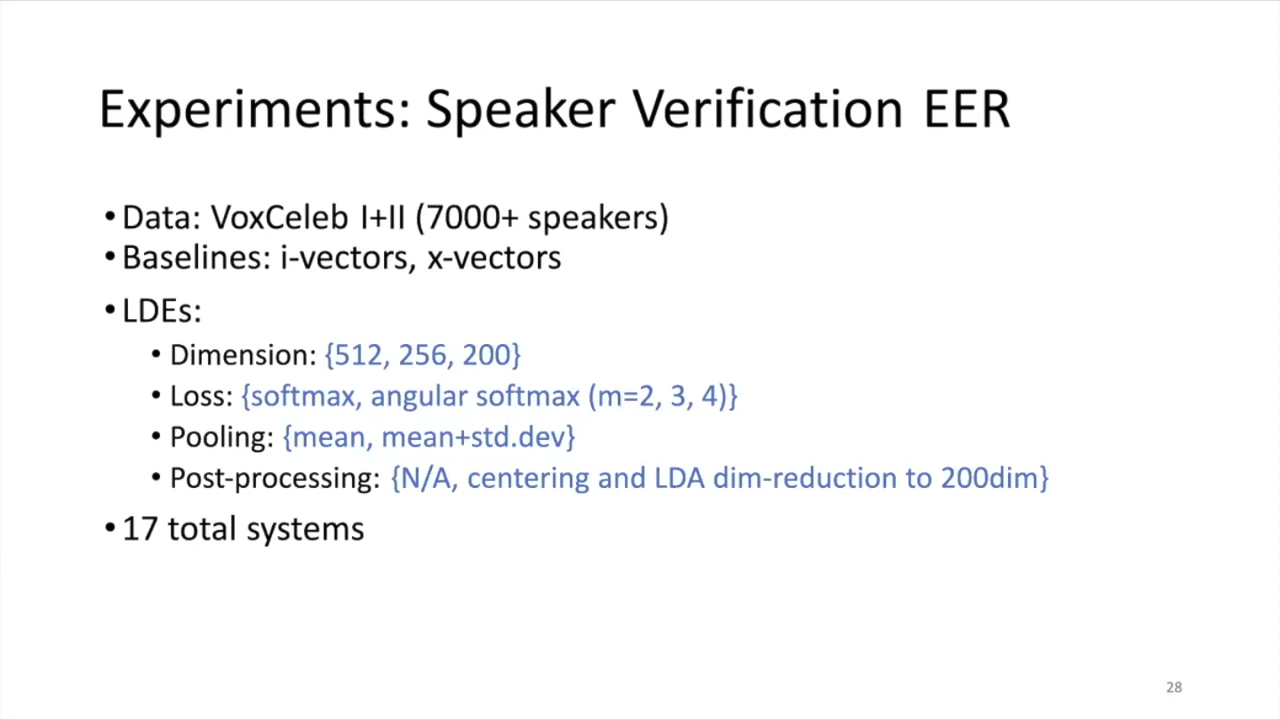 Experiments: Speaker Verification EER
• Data: VoxCeleb I+II (7000+ speakers)
• Baselines: i-vectors, x-vectors
• LDEs:
• Dimension: {512, 256, 200}
• Loss: {softmax, angular softmax (m=2, 3, 4)}
• Pooling: {mean, mean+std.dev}
• Post-processing: {N/A, centering and LDA dim-reduction to 200dim}
• 17 total systems
28